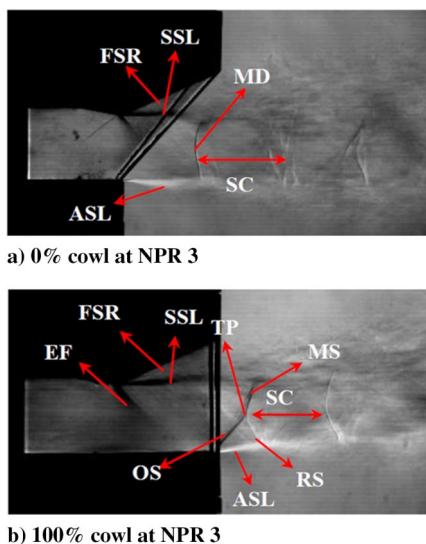 SSL
FSR
MD
SC
ASL
a) 0% cowl at NPR 3
FSR
SSL
TP
EF
MS
SC
OS
RS
ASL
b) 100% cowl at NPR 3